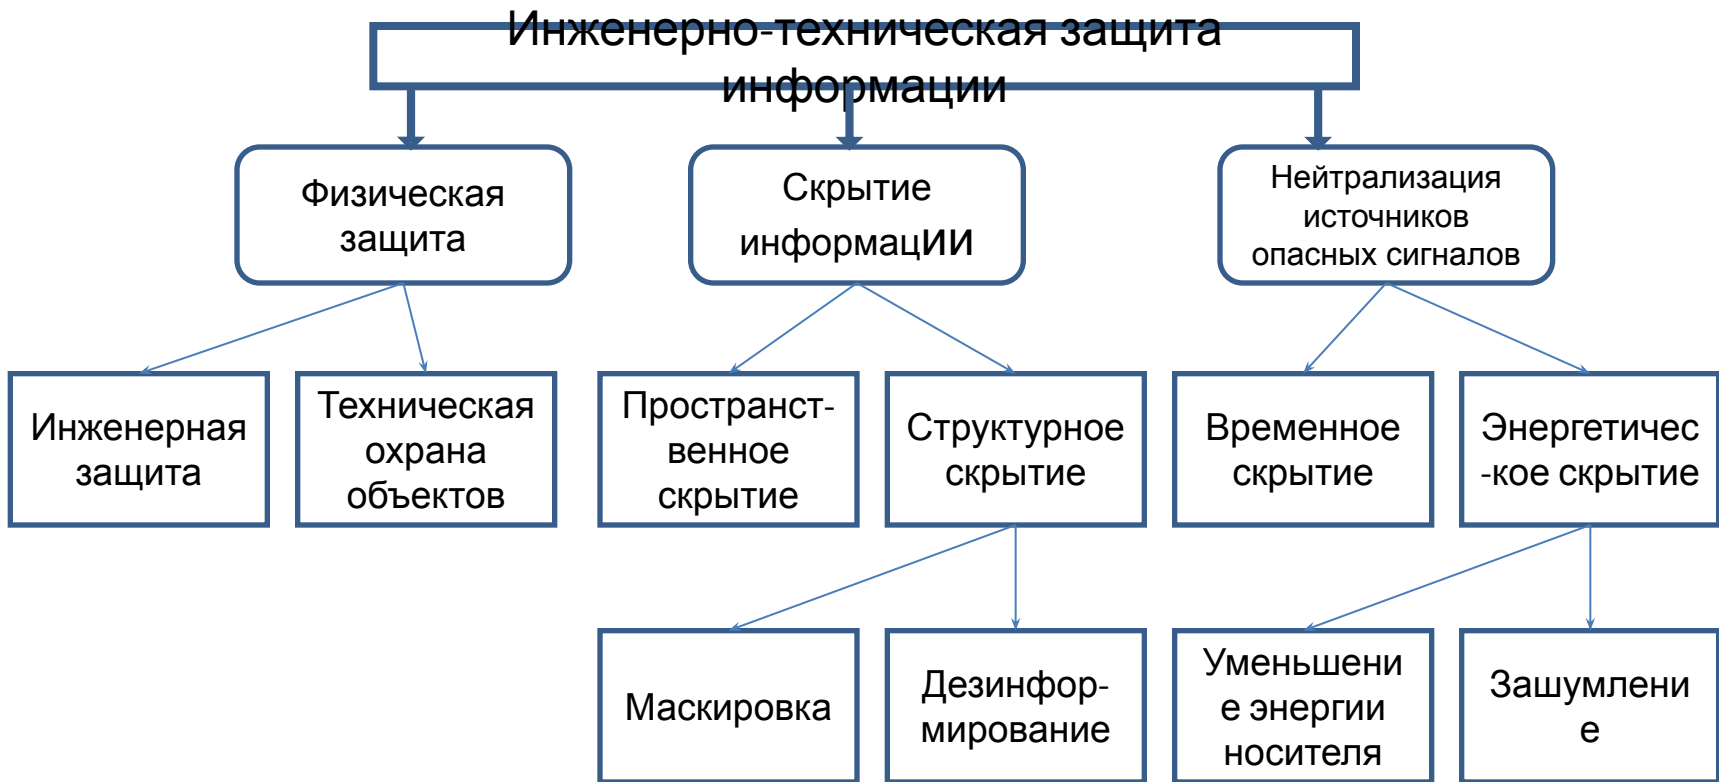 Инженерно-техническая защита
информации
Физическая
защита
Скрытие
информации
Нейтрализация
источников
опасных сигналов
Инженерная
защита
Техническая
охрана
объектов
Пространст-
венное
скрытие
Структурное
скрытие
Временное
скрытие
Энергетичес
-кое скрытие
Маскировка
Дезинфор-
мирование
Уменьшени
е энергии
носителя
Зашумлени
е